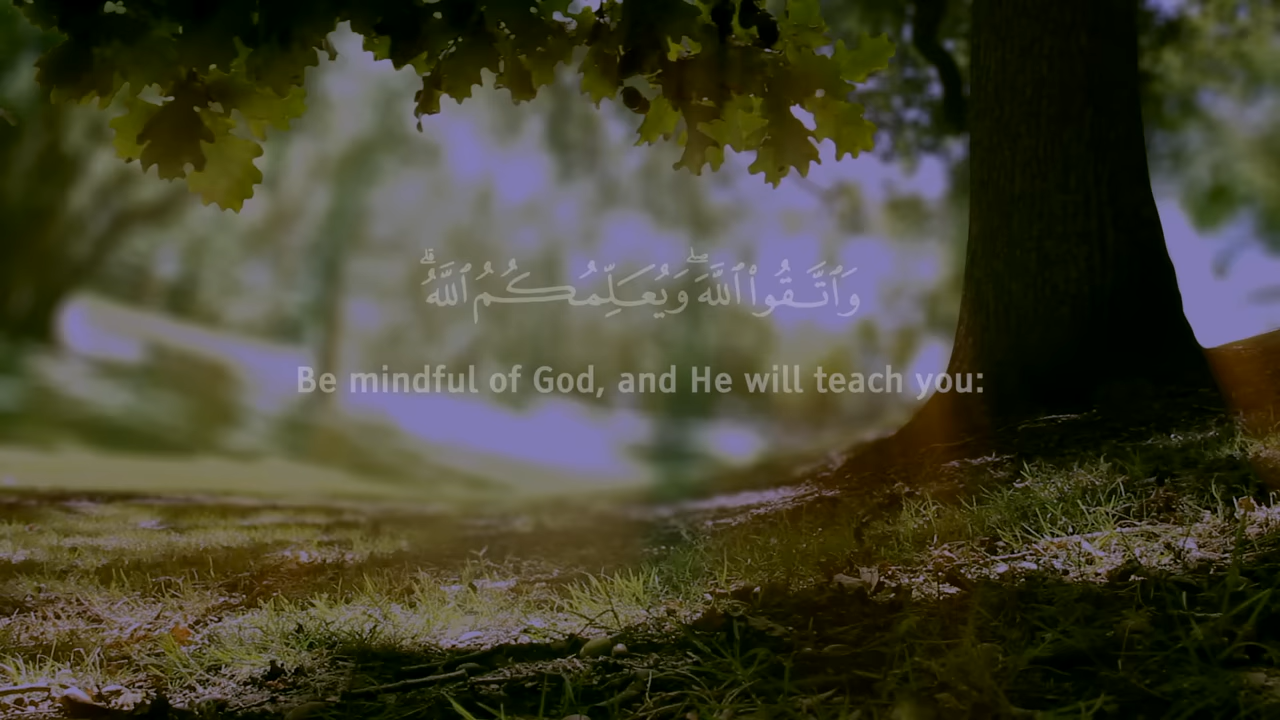 وَٱتَّقُوا۟ ٱللَّهَ ۖ وَيُعَلِّمُكُمُ ٱللَّهُ ۗ
Be mindful of God, and He will teach you: